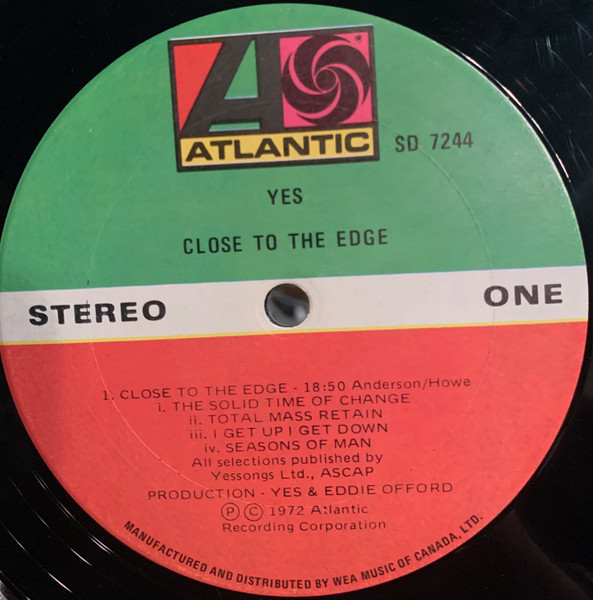 ATLANTIC
SD 7244
YES
CLOSE TO THE EDGE
STEREO
ONE
1. CLOSE TO THE EDGE - 18:50 Anderson/Howe
i. THE SOLID TIME OF CHANGE
ii. TOTAL MASS RETAIN
iii. I GET UP I GET DOWN
iv. SEASONS OF MAN
All selections published by
Yessongs Ltd., ASCAP
PRODUCTION - YES & EDDIE OFFORD
Ⓟ © 1972 Atlantic
Recording Corporation
MANUFACTURED AND DISTRIBUTED BY WEA MUSIC OF CANADA, LTD.